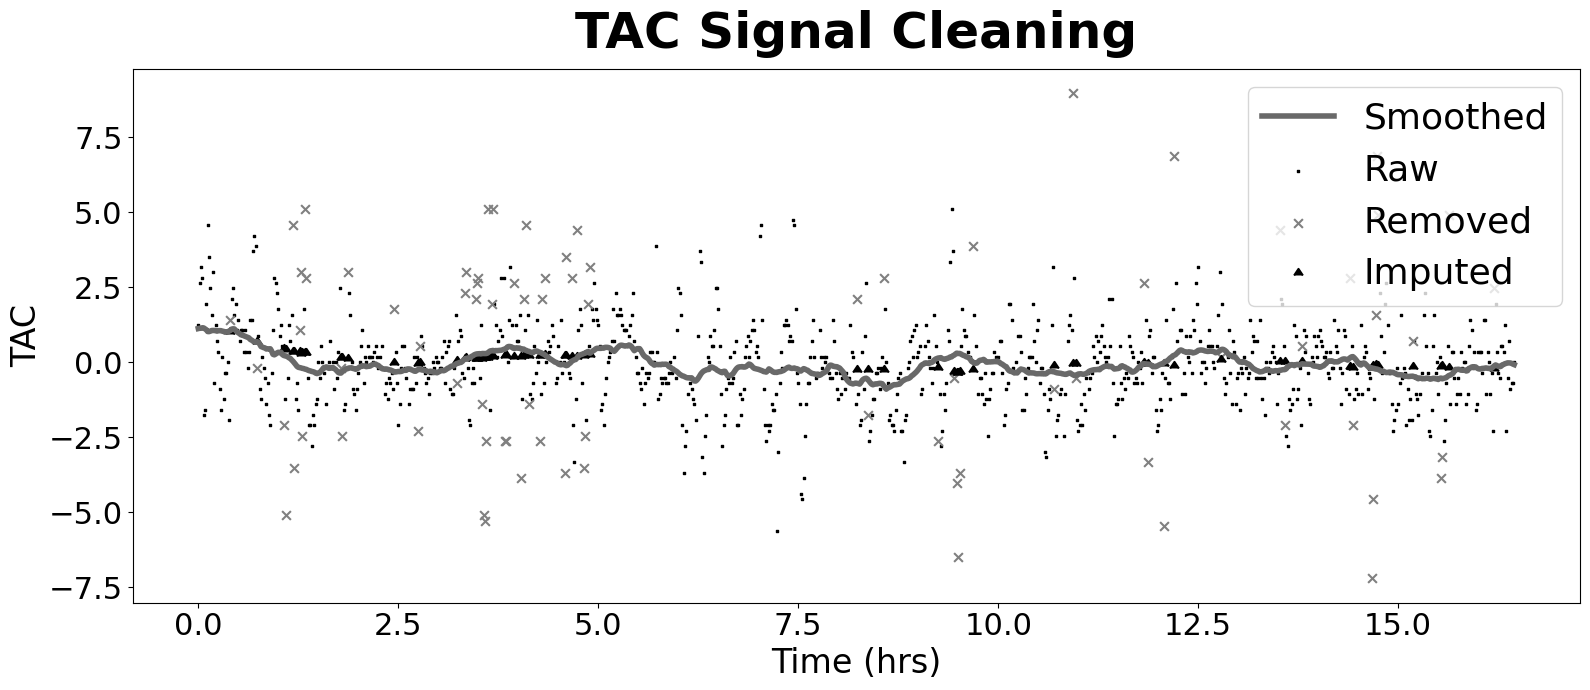 TAC Signal Cleaning
TAC
7.5
5.0
2.5
0.0
−2.5
−5.0
−7.5
Smoothed
Raw
Removed
Imputed
0.0 2.5 5.0 7.5 10.0 12.5 15.0
Time (hrs)